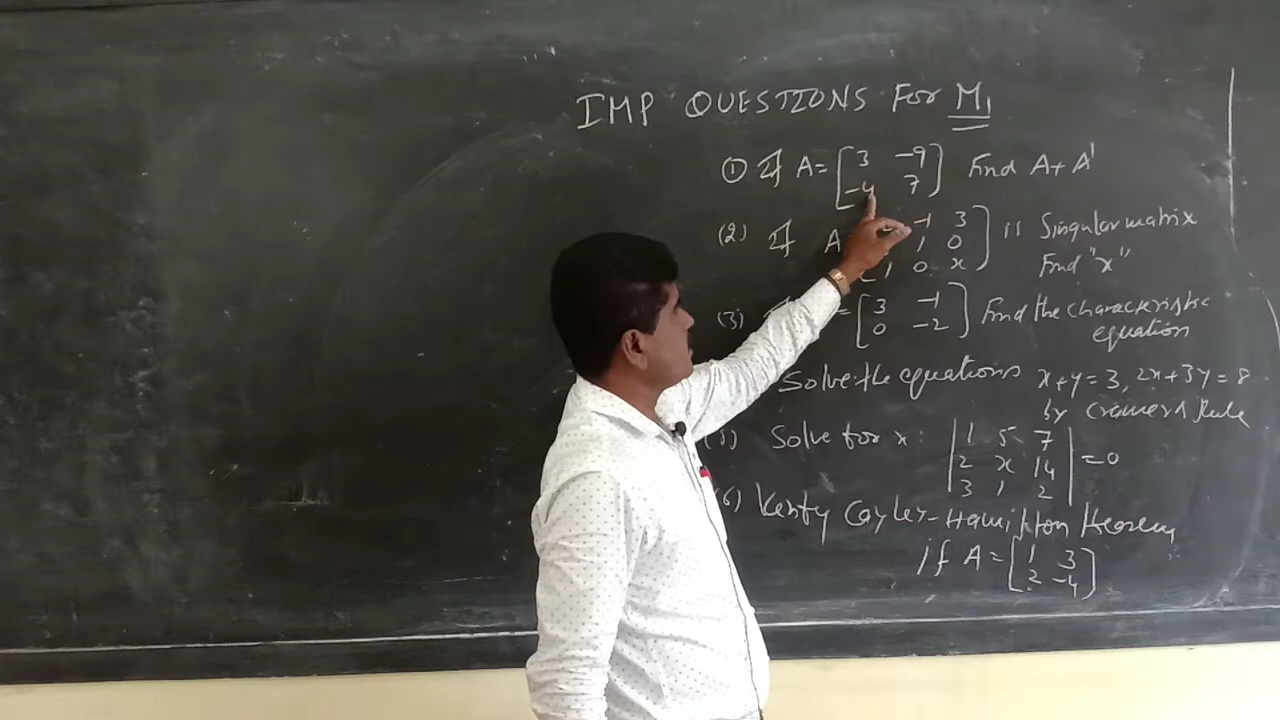 IMP QUESTIONS FOR M1
① If A = [3 -9] Find A + A'
[-4 7]
(2) If A [-1 3] is Singular matrix
1 0 Find "x"
1 0 x
(3) = [3 -1] Find the characteristic
[0 -2] equation
Solve the equations x+y=3, 2x+3y=8
by Cramer's Rule
(5) Solve for x: |1 5 7|
|2 x 14| =0
|3 1 2|
(6) Verify Cayley-Hamilton theorem
if A = [1 3]
[2 -4]